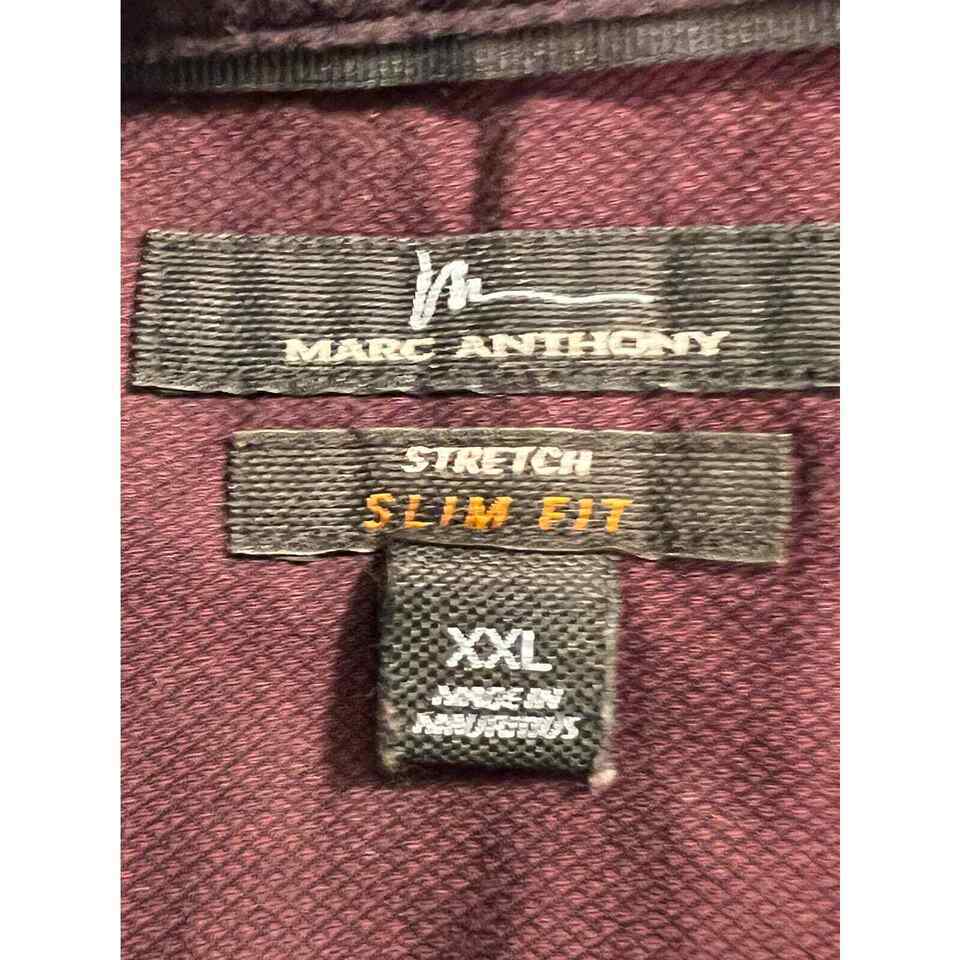 MARC ANTHONY
STRETCH
SLIM FIT
XXL
MADE IN
MAURITIUS